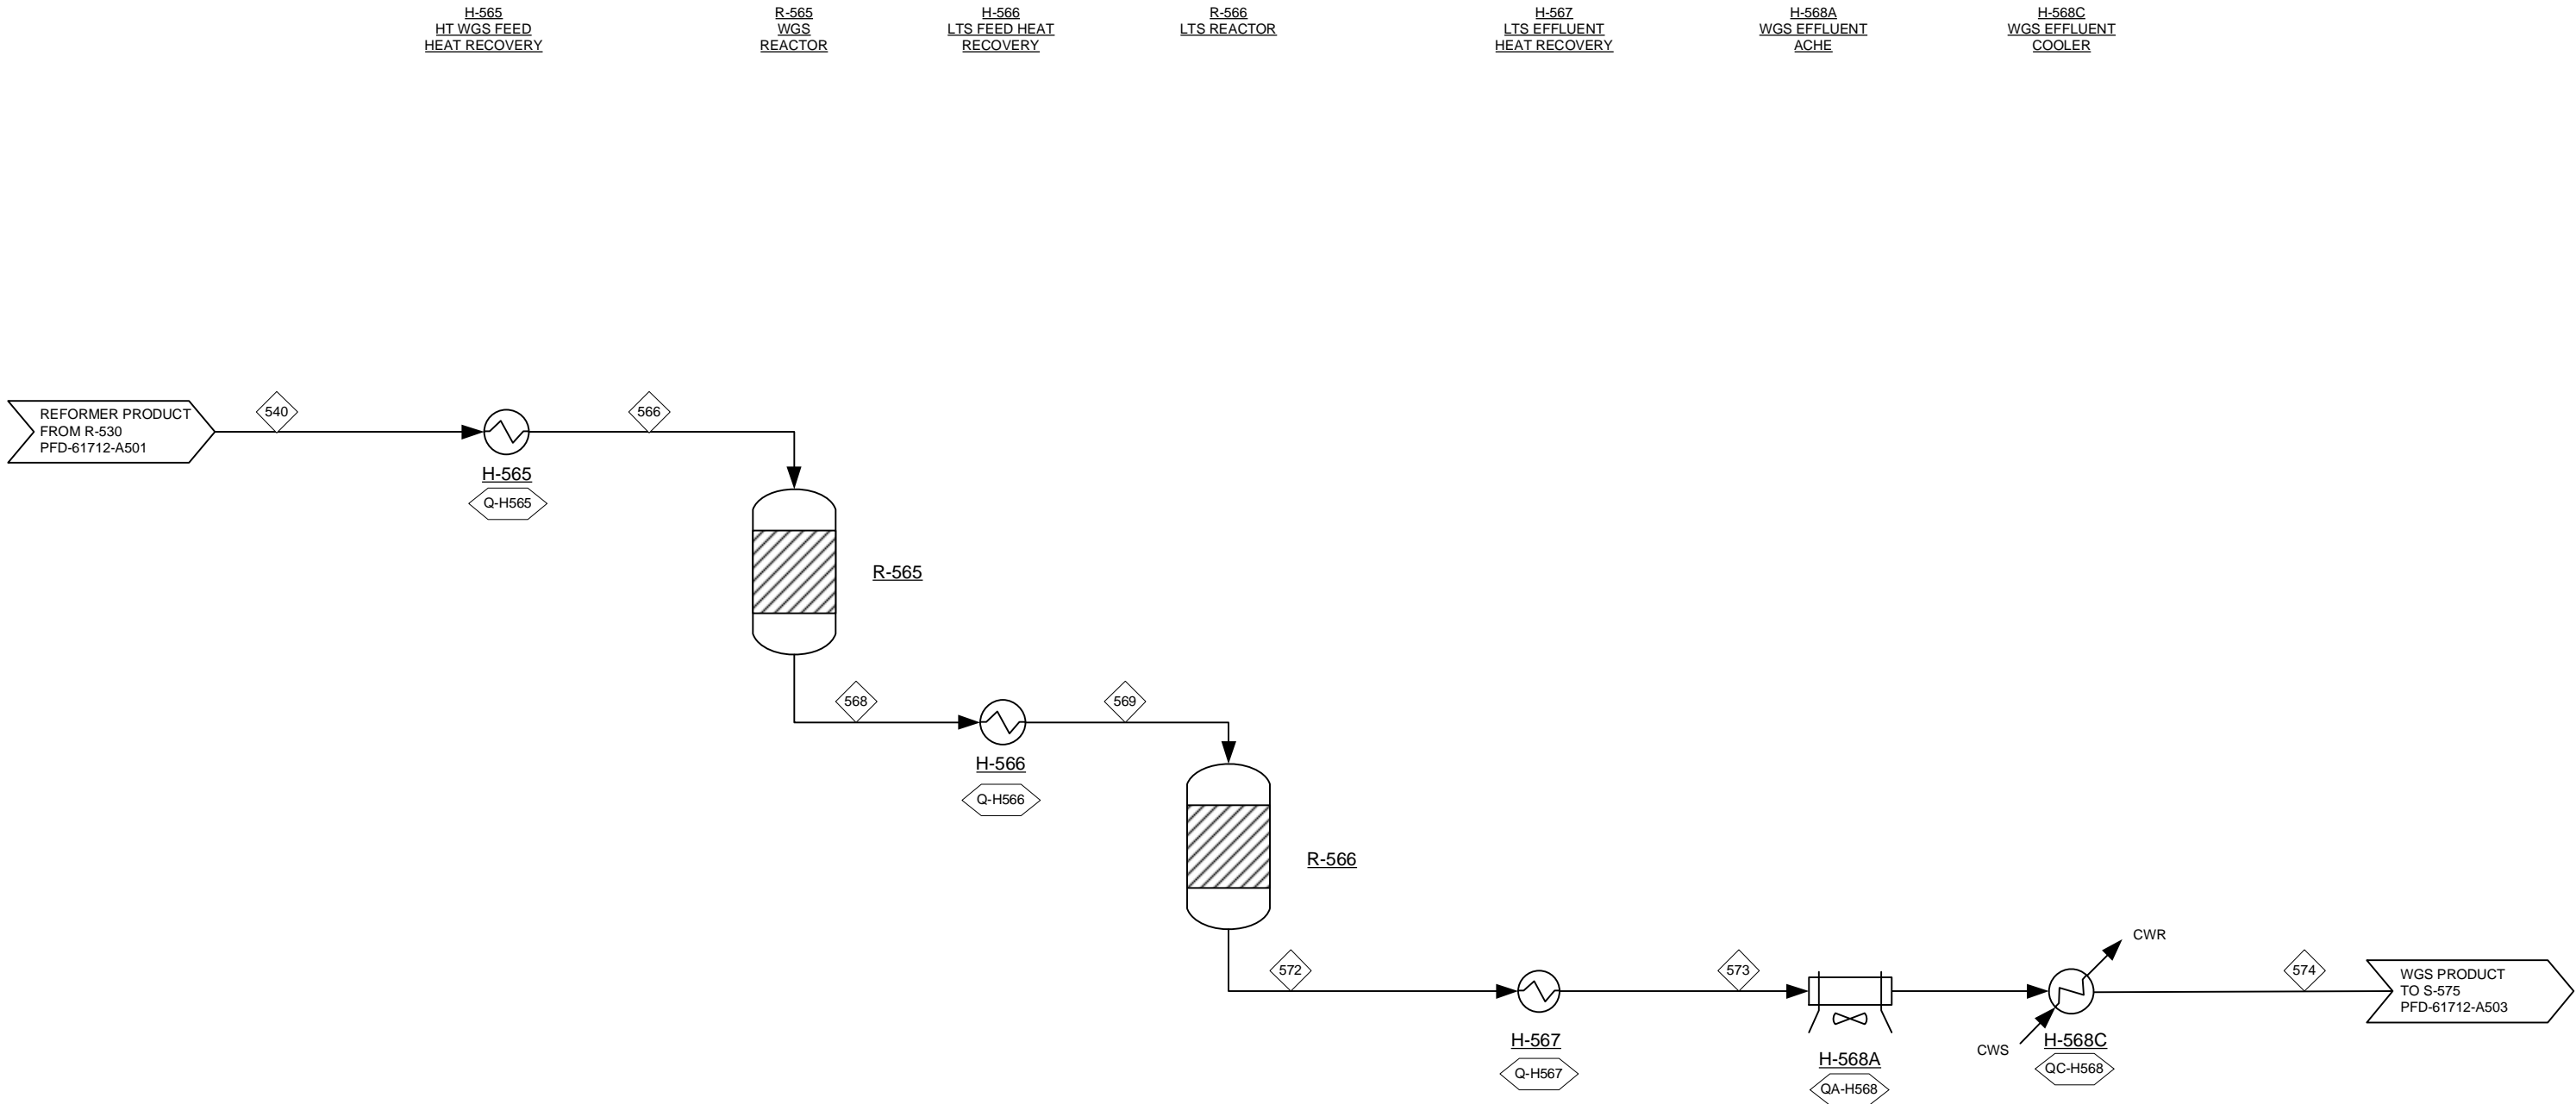 H-565
HT WGS FEED
HEAT RECOVERY
R-565
WGS
REACTOR
H-566
LTS FEED HEAT
RECOVERY
R-566
LTS REACTOR
H-567
LTS EFFLUENT
HEAT RECOVERY
H-568A
WGS EFFLUENT
ACHE
H-568C
WGS EFFLUENT
COOLER
REFORMER PRODUCT
FROM R-530
PFD-61712-A501
540
H-565
Q-H565
566
R-565
568
H-566
Q-H566
569
R-566
572
H-567
Q-H567
573
H-568A
QA-H568
CWR
CWS
H-568C
QC-H568
574
WGS PRODUCT
TO S-575
PFD-61712-A503